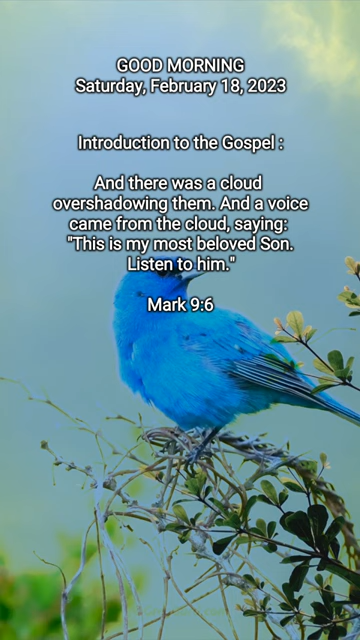 GOOD MORNING
Saturday, February 18, 2023
Introduction to the Gospel :
And there was a cloud
overshadowing them. And a voice
came from the cloud, saying:
"This is my most beloved Son.
Listen to him."
Mark 9:6